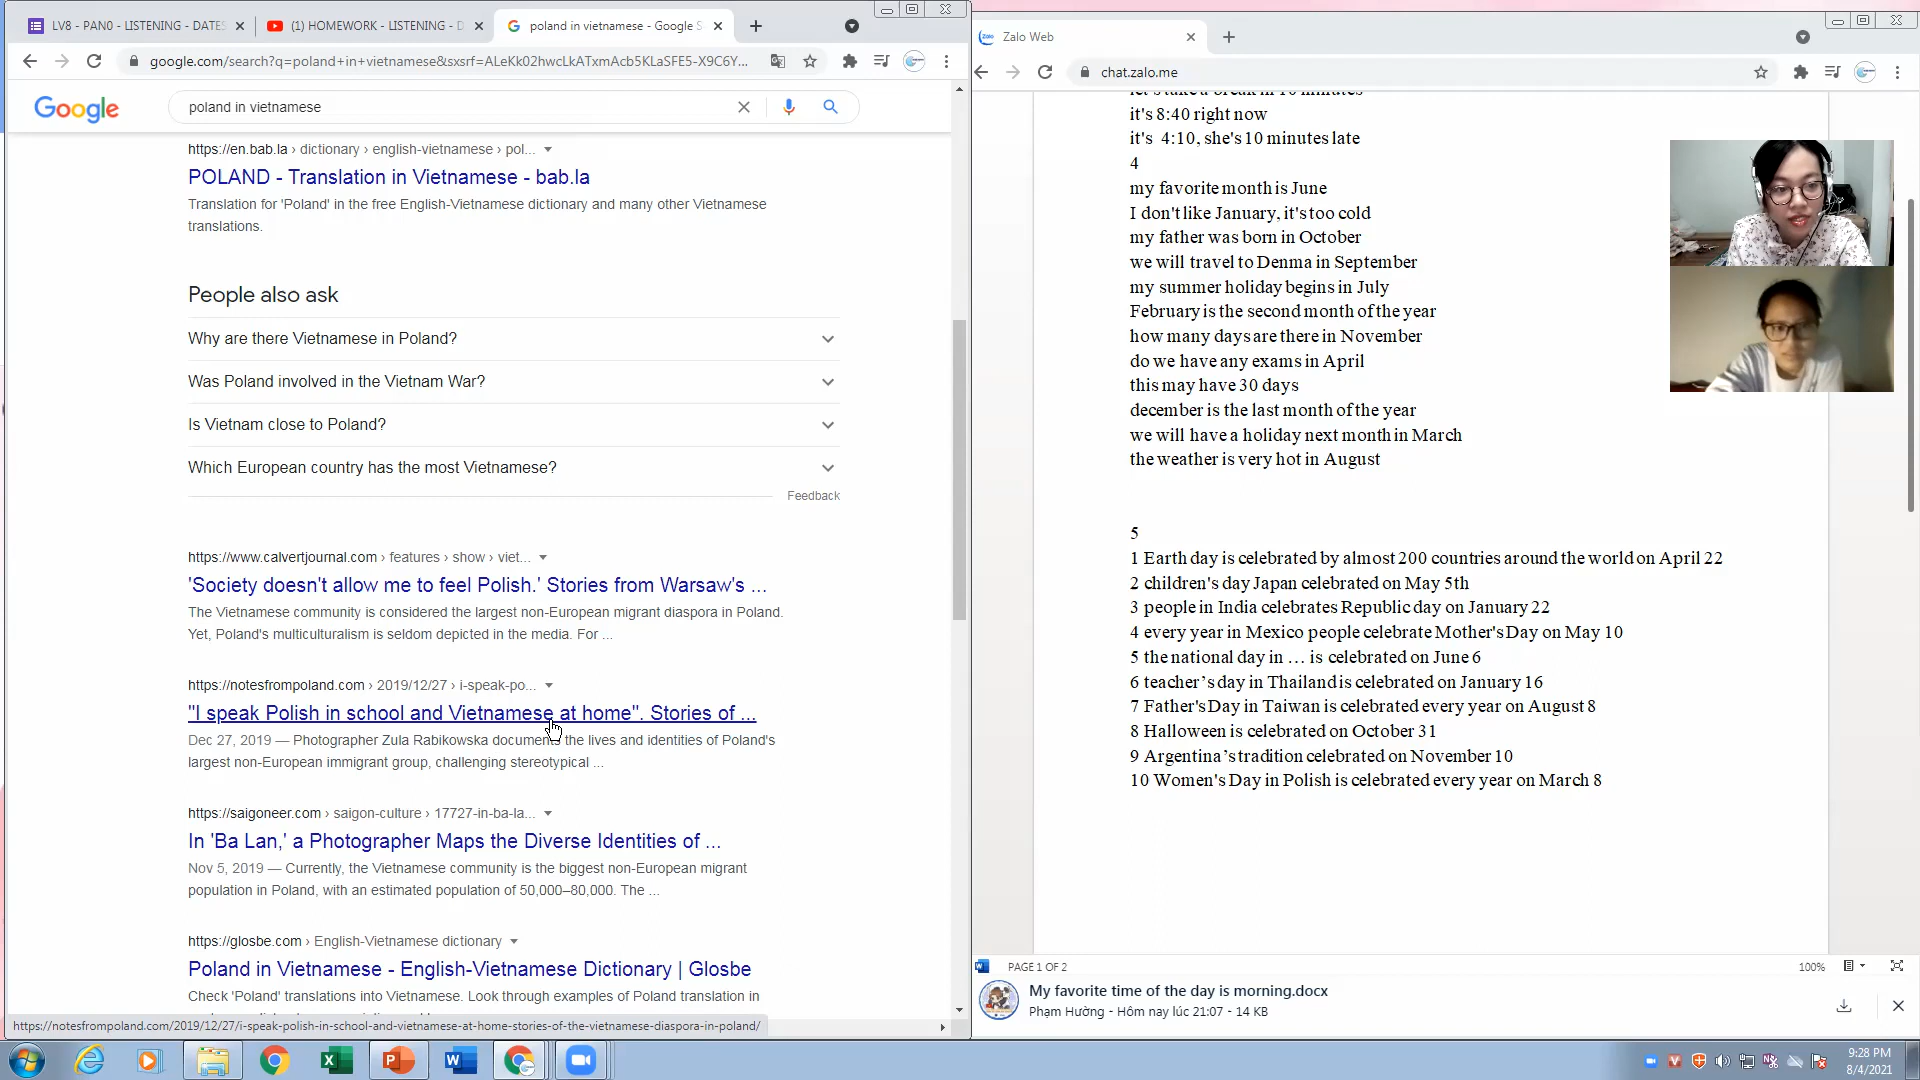 LV8 - PAN0 - LISTENING - DATES
(1) HOMEWORK - LISTENING - D
poland in vietnamese - Google S
google.com/search?q=poland+in+vietnamese&sxsrf=ALeKk02hwcLkATxmAcb5KLaSFE5-X9C6Y...
Google
poland in vietnamese
https://en.bab.la › dictionary › english-vietnamese › pol...
POLAND - Translation in Vietnamese - bab.la
Translation for 'Poland' in the free English-Vietnamese dictionary and many other Vietnamese
translations.
People also ask
Why are there Vietnamese in Poland?
Was Poland involved in the Vietnam War?
Is Vietnam close to Poland?
Which European country has the most Vietnamese?
Feedback
https://www.calvertjournal.com › features › show › viet...
'Society doesn't allow me to feel Polish.' Stories from Warsaw's ...
The Vietnamese community is considered the largest non-European migrant diaspora in Poland.
Yet, Poland's multiculturalism is seldom depicted in the media. For ...
https://notesfrompoland.com › 2019/12/27 › i-speak-po...
"I speak Polish in school and Vietnamese at home". Stories of ...
Dec 27, 2019 — Photographer Zula Rabikowska documents the lives and identities of Poland's
largest non-European immigrant group, challenging stereotypical ...
https://saigoneer.com › saigon-culture › 17727-in-ba-la...
In 'Ba Lan,' a Photographer Maps the Diverse Identities of ...
Nov 5, 2019 — Currently, the Vietnamese community is the biggest non-European migrant
population in Poland, with an estimated population of 50,000–80,000. The ...
https://glosbe.com › English-Vietnamese dictionary
Poland in Vietnamese - English-Vietnamese Dictionary | Glosbe
Check 'Poland' translations into Vietnamese. Look through examples of Poland translation in
https://notesfrompoland.com/2019/12/27/i-speak-polish-in-school-and-vietnamese-at-home-stories-of-the-vietnamese-diaspora-in-poland/
Zalo Web
chat.zalo.me
let's take a break in 10 minutes
it's 8:40 right now
it's 4:10, she's 10 minutes late
4
my favorite month is June
I don't like January, it's too cold
my father was born in October
we will travel to Denma in September
my summer holiday begins in July
February is the second month of the year
how many days are there in November
do we have any exams in April
this may have 30 days
december is the last month of the year
we will have a holiday next month in March
the weather is very hot in August
5
1 Earth day is celebrated by almost 200 countries around the world on April 22
2 children's day Japan celebrated on May 5th
3 people in India celebrates Republic day on January 22
4 every year in Mexico people celebrate Mother's Day on May 10
5 the national day in … is celebrated on June 6
6 teacher’s day in Thailand is celebrated on January 16
7 Father's Day in Taiwan is celebrated every year on August 8
8 Halloween is celebrated on October 31
9 Argentina’s tradition celebrated on November 10
10 Women's Day in Polish is celebrated every year on March 8
PAGE 1 OF 2
100%
My favorite time of the day is morning.docx
Phạm Hường - Hôm nay lúc 21:07 - 14 KB
9:28 PM
8/4/2021